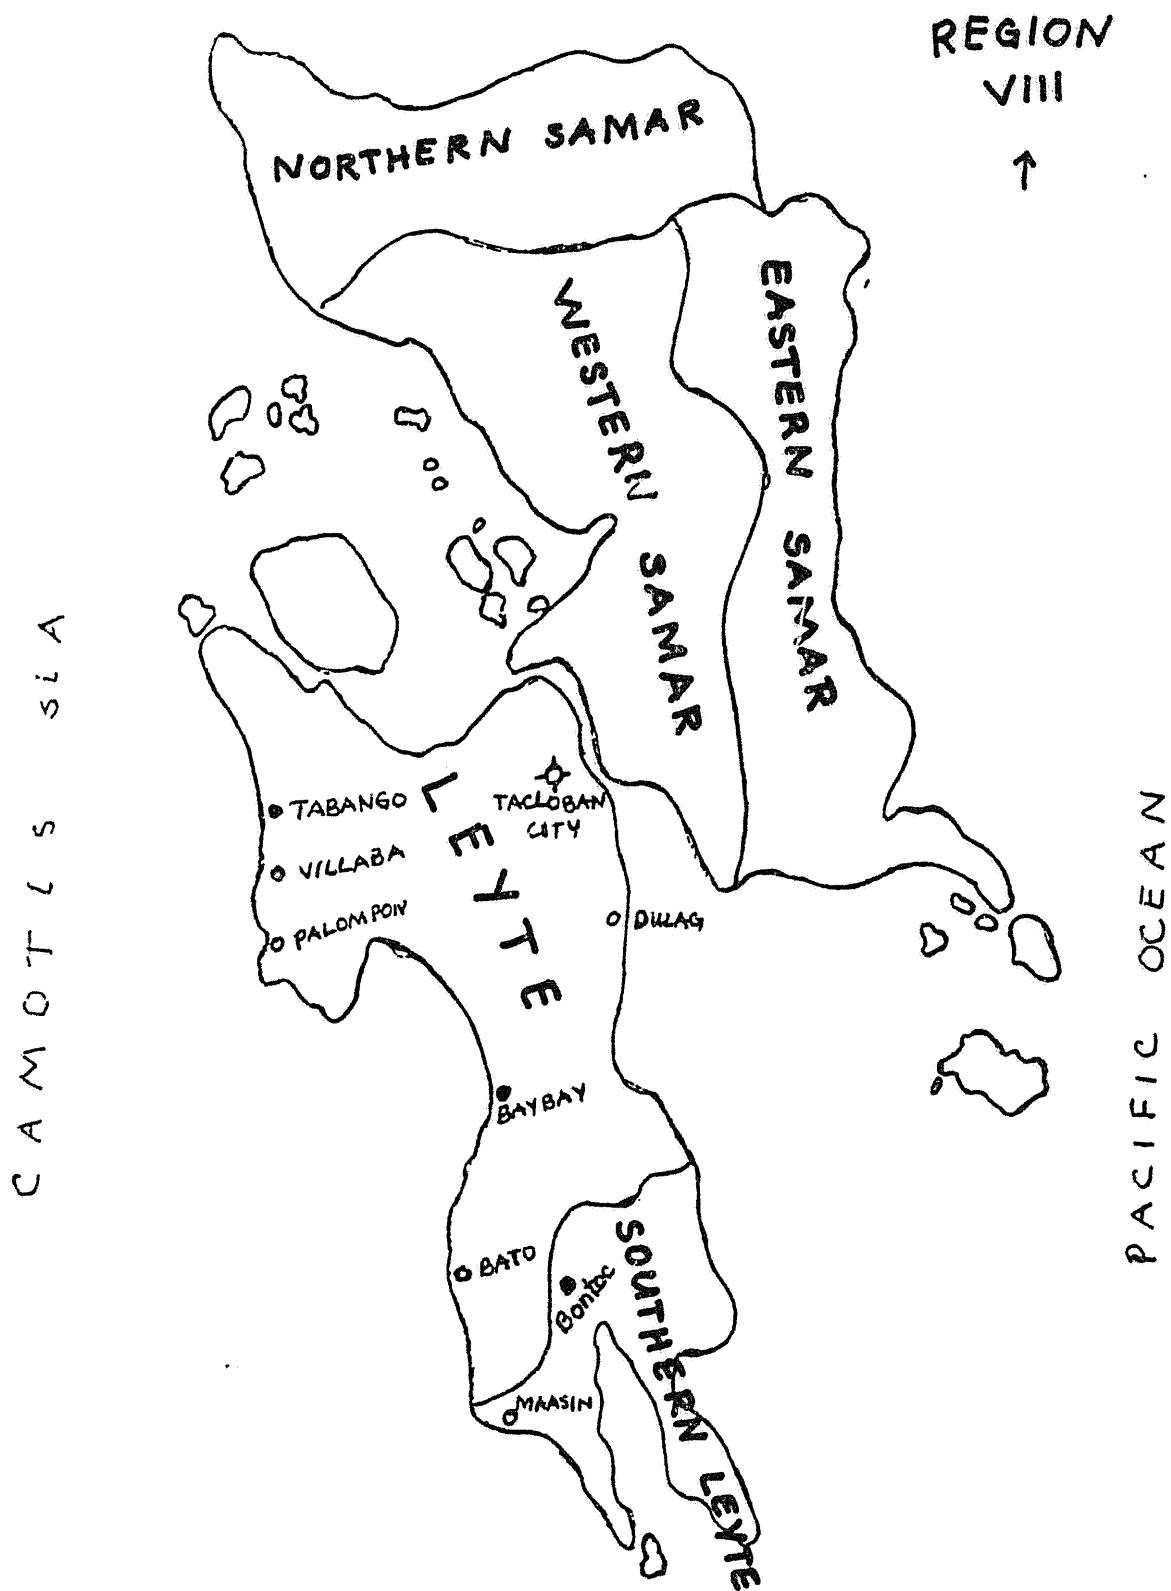 REGION
VIII
↑
NORTHERN SAMAR
WESTERN SAMAR
EASTERN SAMAR
CAMOTES SEA
PACIFIC OCEAN
LEYTE
TACLOBAN
CITY
TABANGO
VILLABA
PALOMPON
DULAG
BAYBAY
BATO
Bontoc
MAASIN
SOUTHERN LEYTE